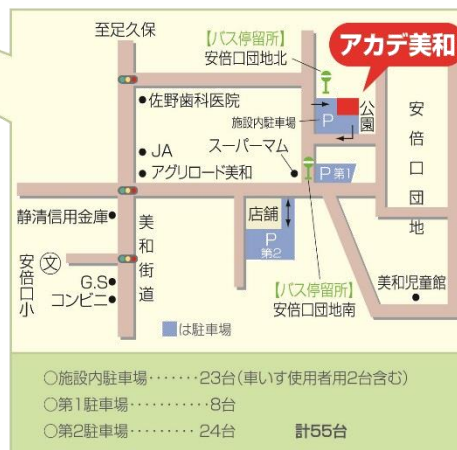 至足久保
【バス停留所】
安倍口団地北
アカデ美和
佐野歯科医院
施設内駐車場
P
公園
安倍口団地
JA
アグリロード美和
スーパーマム
P第1
静清信用金庫
美和街道
店舗
P
第2
安倍口小
文
G.S
コンビニ
【バス停留所】
安倍口団地南
美和児童館
は駐車場
○施設内駐車場‥‥‥‥23台(車いす使用者用2台含む)
○第1駐車場‥‥‥‥‥8台
○第2駐車場‥‥‥‥‥24台 計55台